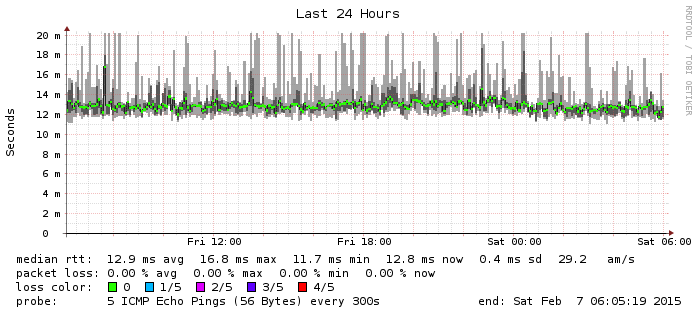 Last 24 Hours
RRDTOOL / TOBI OETIKER
Seconds
20 m
18 m
16 m
14 m
12 m
10 m
8 m
6 m
4 m
2 m
0
Fri 12:00 Fri 18:00 Sat 00:00 Sat 06:00
median rtt: 12.9 ms avg 16.8 ms max 11.7 ms min 12.8 ms now 0.4 ms sd 29.2 am/s
packet loss: 0.00 % avg 0.00 % max 0.00 % min 0.00 % now
loss color: 0 1/5 2/5 3/5 4/5
probe: 5 ICMP Echo Pings (56 Bytes) every 300s end: Sat Feb 7 06:05:19 2015